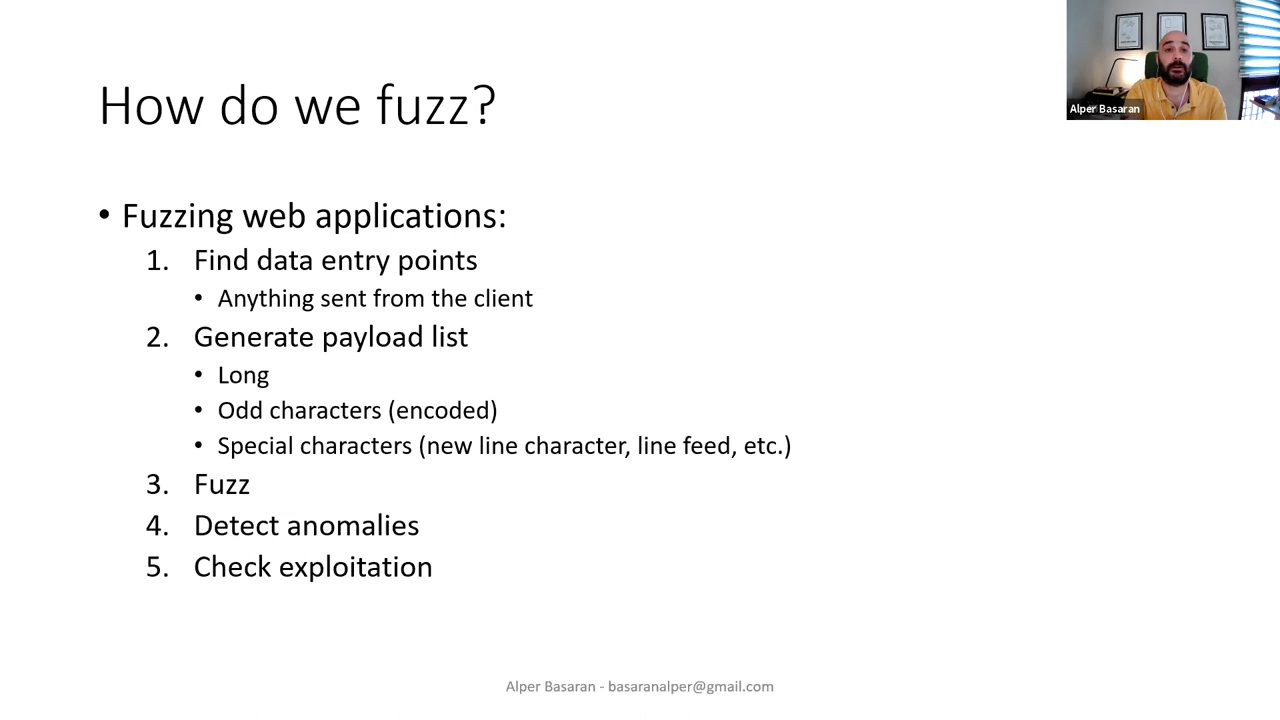 How do we fuzz?
Alper Basaran
• Fuzzing web applications:
1. Find data entry points
• Anything sent from the client
2. Generate payload list
• Long
• Odd characters (encoded)
• Special characters (new line character, line feed, etc.)
3. Fuzz
4. Detect anomalies
5. Check exploitation
Alper Basaran - basaranalper@gmail.com